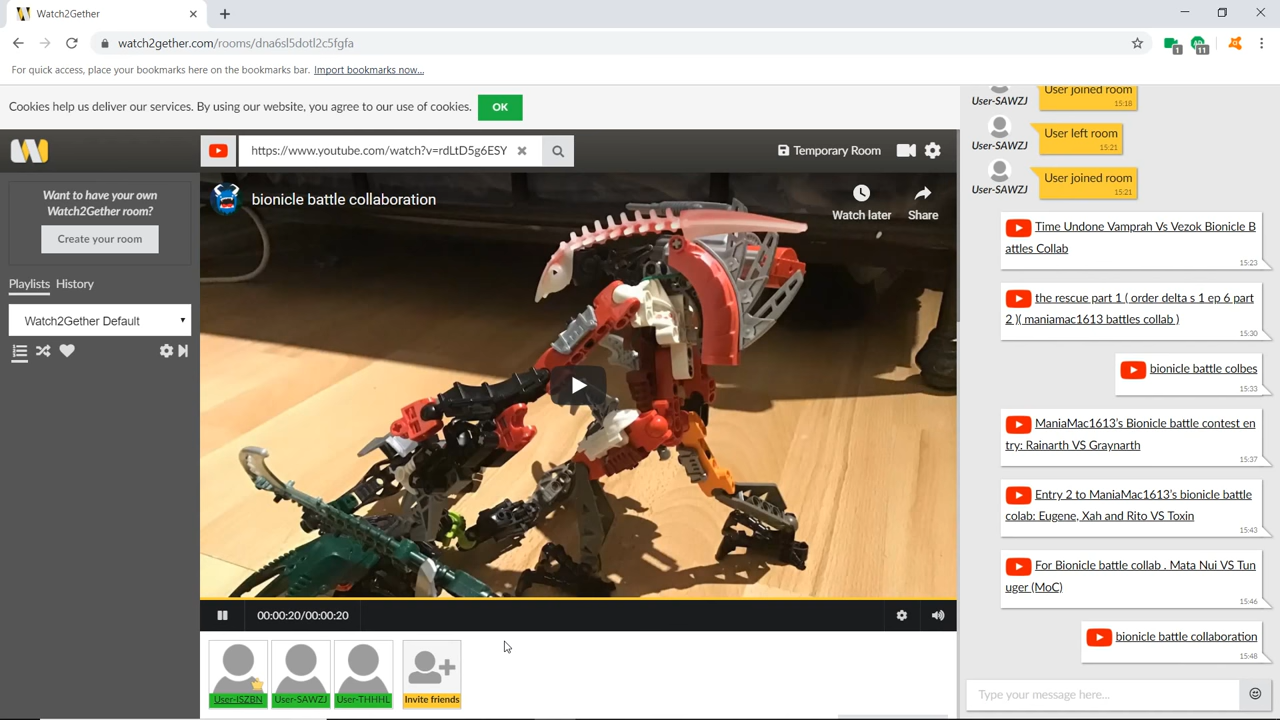 Watch2Gether
watch2gether.com/rooms/dna6sl5dotl2c5fgfa
1
11
For quick access, place your bookmarks here on the bookmarks bar. Import bookmarks now...
Cookies help us deliver our services. By using our website, you agree to our use of cookies. OK
https://www.youtube.com/watch?v=rdLtD5g6ESY
Temporary Room
Want to have your own
Watch2Gether room?
Create your room
Playlists History
Watch2Gether Default
bionicle battle collaboration
Watch later
Share
00:00:20/00:00:20
User-ISZBN
User-SAWZJ
User-THHHL
Invite friends
User-SAWZJ
User joined room
15:18
User-SAWZJ
User left room
15:21
User-SAWZJ
User joined room
15:21
Time Undone Vamprah Vs Vezok Bionicle B
attles Collab
15:23
the rescue part 1 ( order delta s 1 ep 6 part
2 )( maniamac1613 battles collab )
15:30
bionicle battle colbes
15:33
ManiaMac1613's Bionicle battle contest en
try: Rainarth VS Graynarth
15:37
Entry 2 to ManiaMac1613's bionicle battle
colab: Eugene, Xah and Rito VS Toxin
15:43
For Bionicle battle collab . Mata Nui VS Tun
uger (MoC)
15:46
bionicle battle collaboration
15:48
Type your message here...